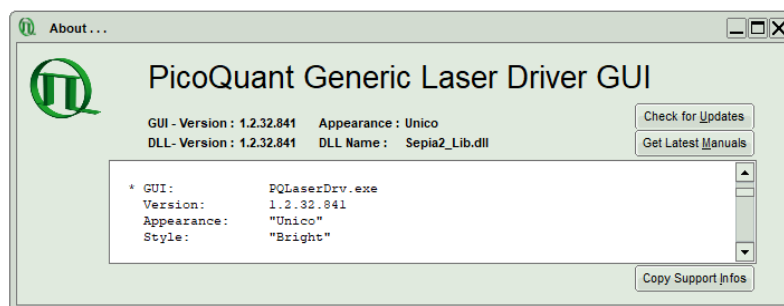 About . . .
PicoQuant Generic Laser Driver GUI
GUI - Version : 1.2.32.841 Appearance : Unico
DLL- Version : 1.2.32.841 DLL Name : Sepia2_Lib.dll
Check for Updates
Get Latest Manuals
* GUI: PQLaserDrv.exe
Version: 1.2.32.841
Appearance: "Unico"
Style: "Bright"
Copy Support Infos